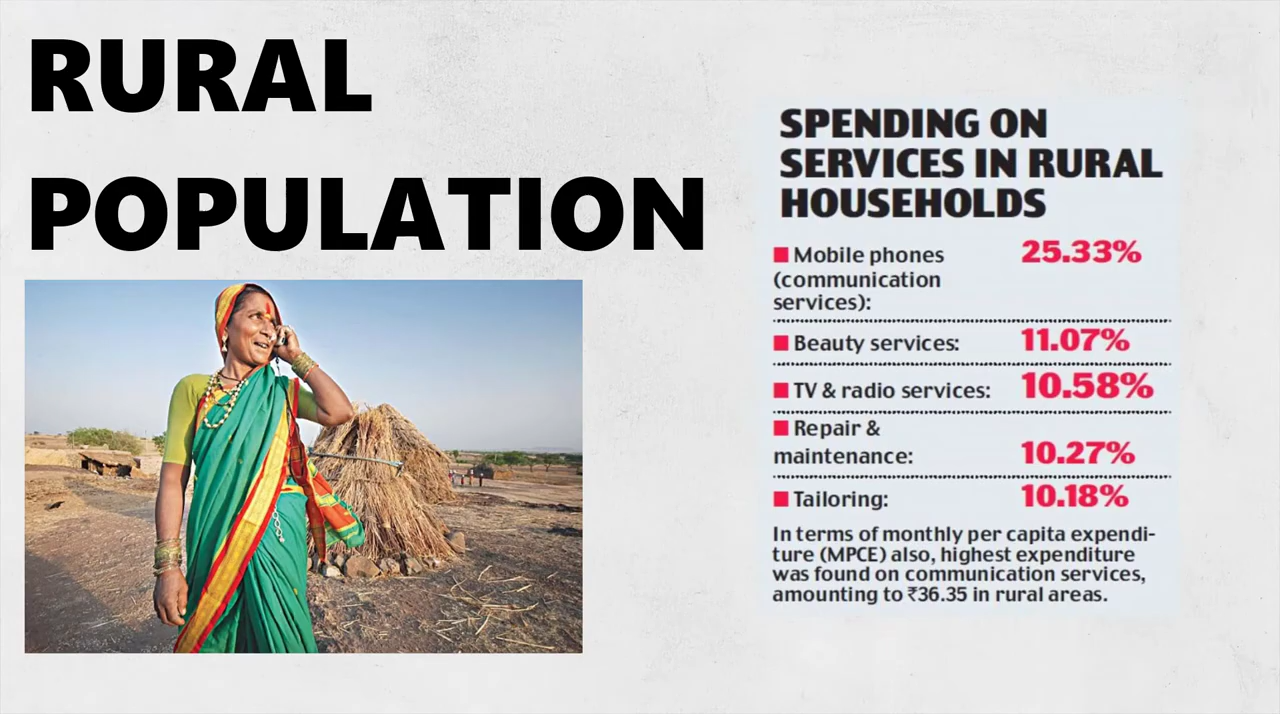 RURAL
POPULATION
SPENDING ON
SERVICES IN RURAL
HOUSEHOLDS
Mobile phones 25.33%
(communication
services):
Beauty services: 11.07%
TV & radio services: 10.58%
Repair &
maintenance: 10.27%
Tailoring: 10.18%
In terms of monthly per capita expendi-
ture (MPCE) also, highest expenditure
was found on communication services,
amounting to ₹36.35 in rural areas.